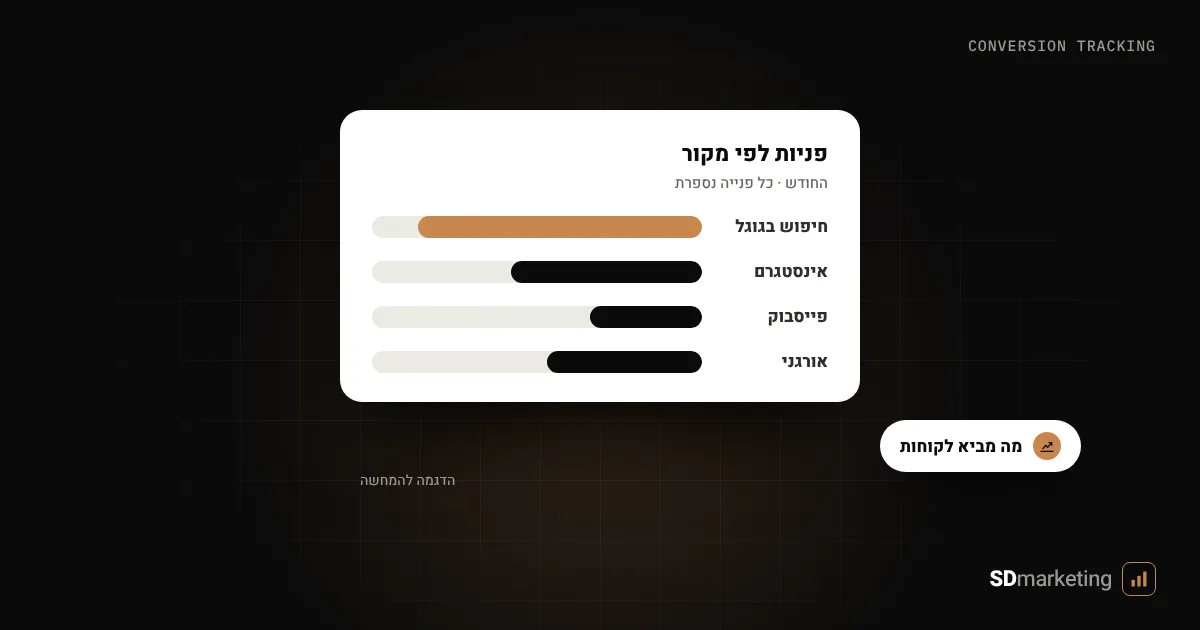 CONVERSION TRACKING
פניות לפי מקור
החודש · כל פנייה נספרת
חיפוש בגוגל
אינסטגרם
פייסבוק
אורגני
מה מביא לקוחות
הדגמה להמחשה
SDmarketing